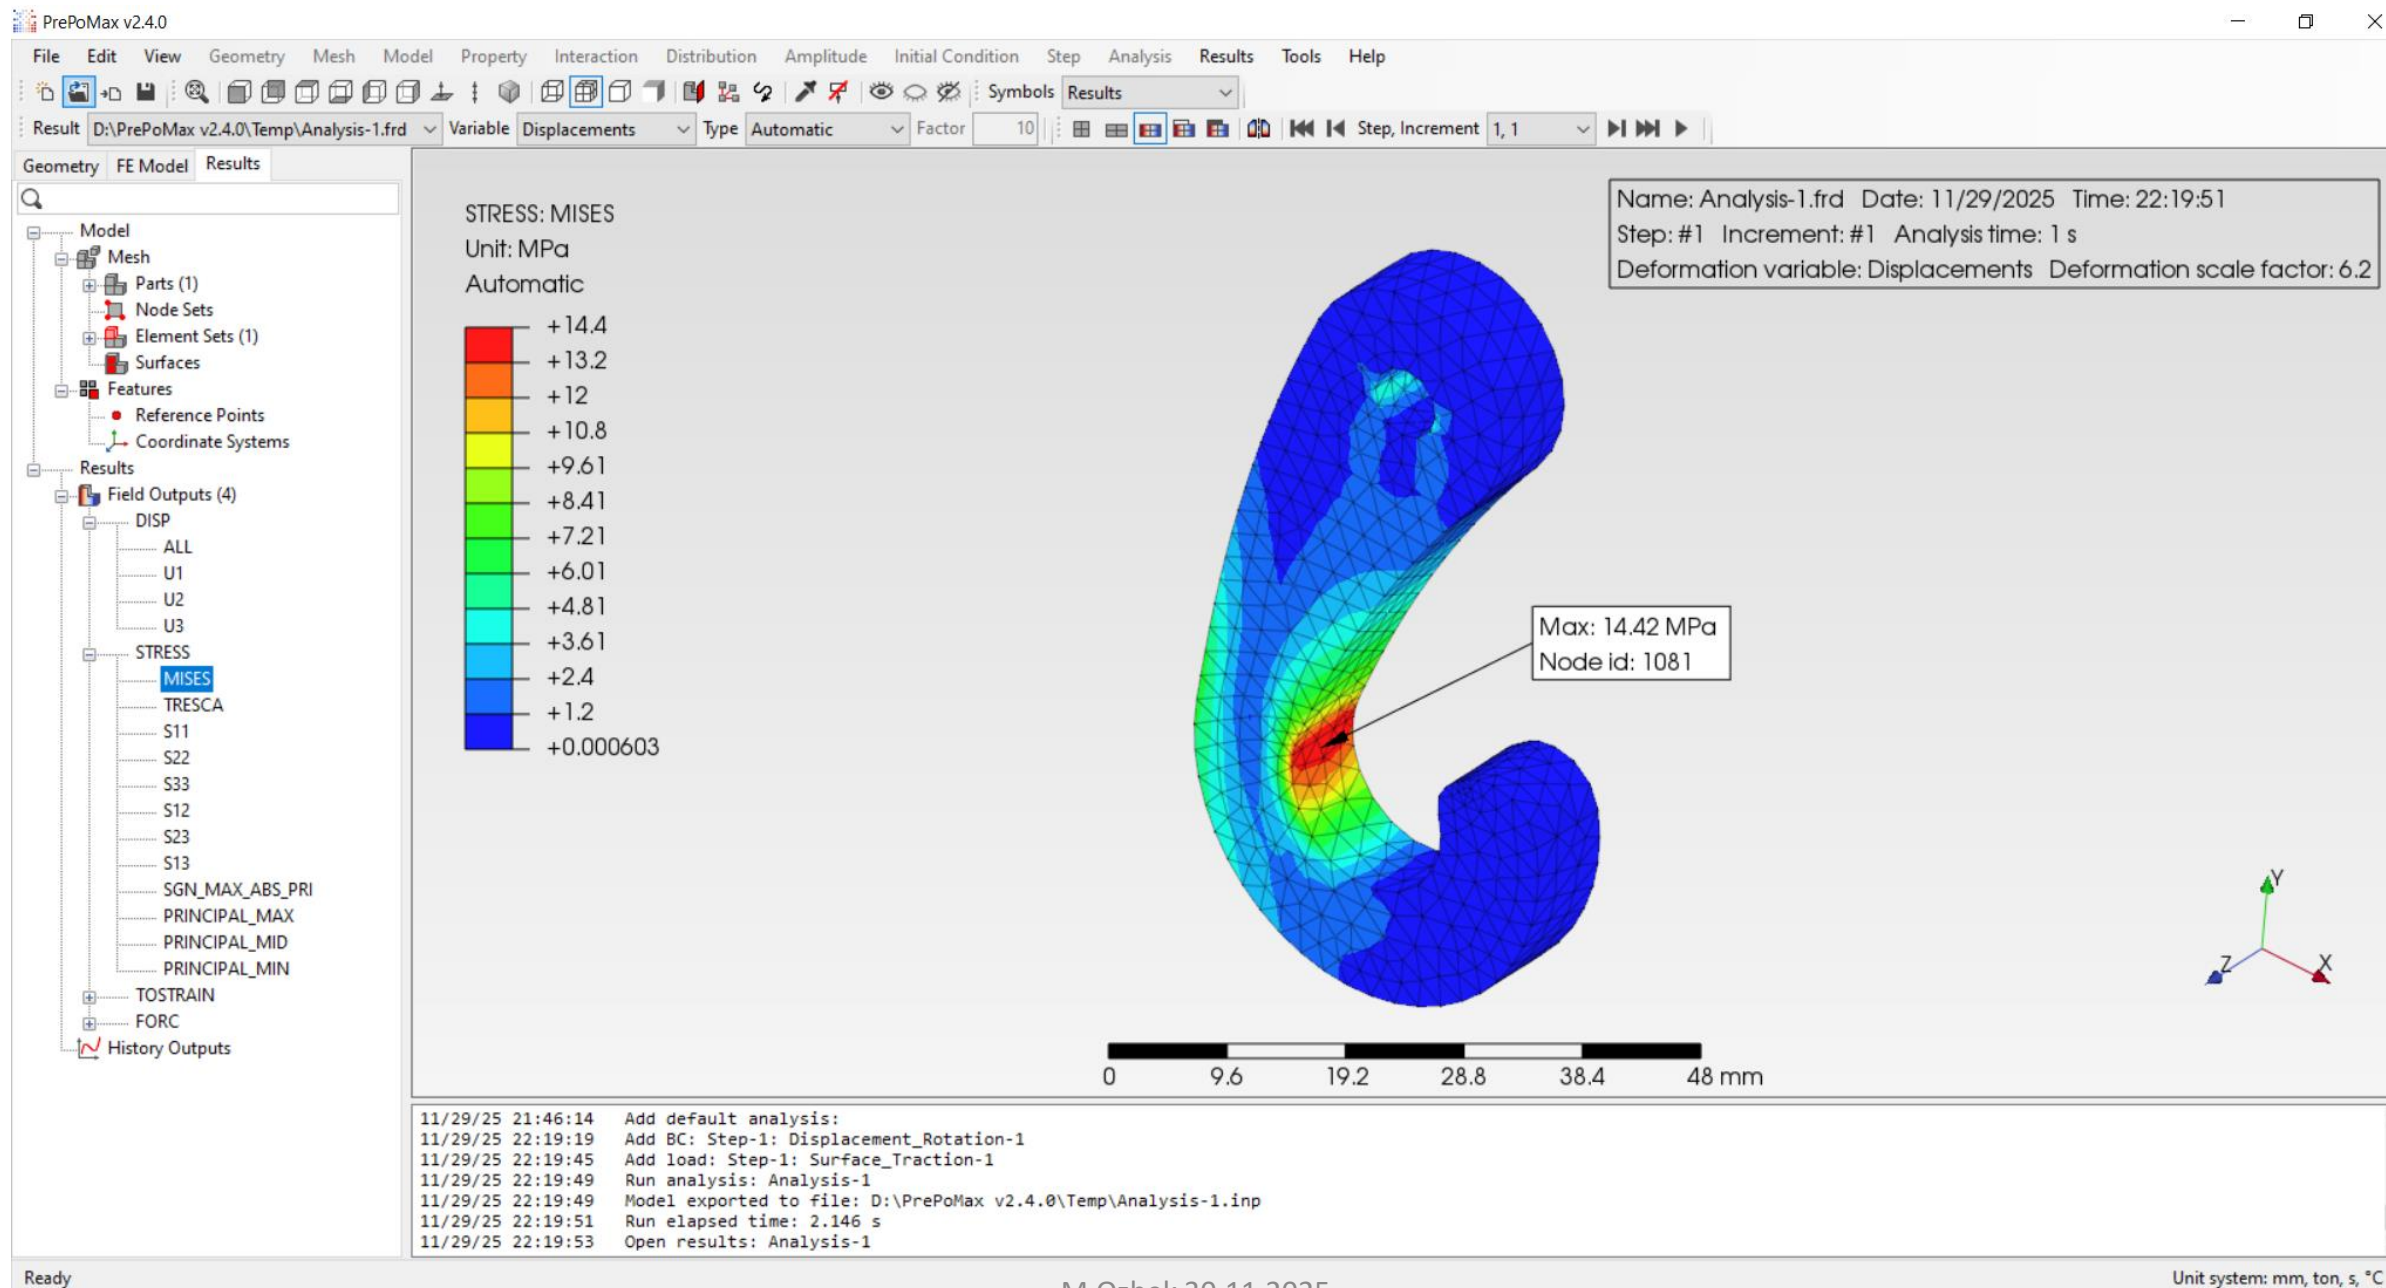 PrePoMax v2.4.0
File Edit View Geometry Mesh Model Property Interaction Distribution Amplitude Initial Condition Step Analysis Results Tools Help
Symbols Results
Result D:\PrePoMax v2.4.0\Temp\Analysis-1.frd Variable Displacements Type Automatic Factor 10 Step, Increment 1, 1
Geometry FE Model Results
Model
Mesh
Parts (1)
Node Sets
Element Sets (1)
Surfaces
Features
Reference Points
Coordinate Systems
Results
Field Outputs (4)
DISP
ALL
U1
U2
U3
STRESS
MISES
TRESCA
S11
S22
S33
S12
S23
S13
SGN_MAX_ABS_PRI
PRINCIPAL_MAX
PRINCIPAL_MID
PRINCIPAL_MIN
TOSTRAIN
FORC
History Outputs
STRESS: MISES
Unit: MPa
Automatic
+14.4
+13.2
+12
+10.8
+9.61
+8.41
+7.21
+6.01
+4.81
+3.61
+2.4
+1.2
+0.000603
Name: Analysis-1.frd Date: 11/29/2025 Time: 22:19:51
Step: #1 Increment: #1 Analysis time: 1 s
Deformation variable: Displacements Deformation scale factor: 6.2
Max: 14.42 MPa
Node id: 1081
Y
Z X
0 9.6 19.2 28.8 38.4 48 mm
11/29/25 21:46:14 Add default analysis:
11/29/25 22:19:19 Add BC: Step-1: Displacement_Rotation-1
11/29/25 22:19:45 Add load: Step-1: Surface_Traction-1
11/29/25 22:19:49 Run analysis: Analysis-1
11/29/25 22:19:49 Model exported to file: D:\PrePoMax v2.4.0\Temp\Analysis-1.inp
11/29/25 22:19:51 Run elapsed time: 2.146 s
11/29/25 22:19:53 Open results: Analysis-1
Ready
Unit system: mm, ton, s, °C